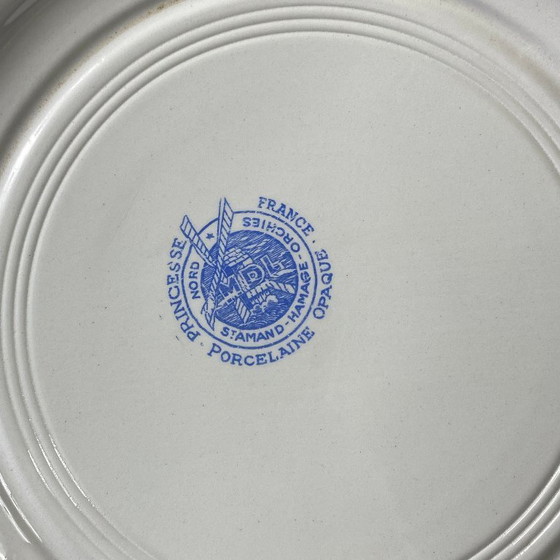 PRINCESSE · PORCELAINE OPAQUE · FRANCE
NORD ST AMAND - HAMAGE - ORCHIES
MDL